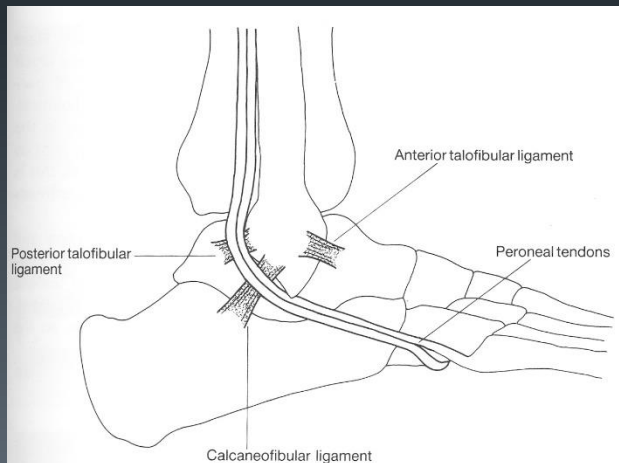 Anterior talofibular ligament
Peroneal tendons
Posterior talofibular
ligament
Calcaneofibular ligament